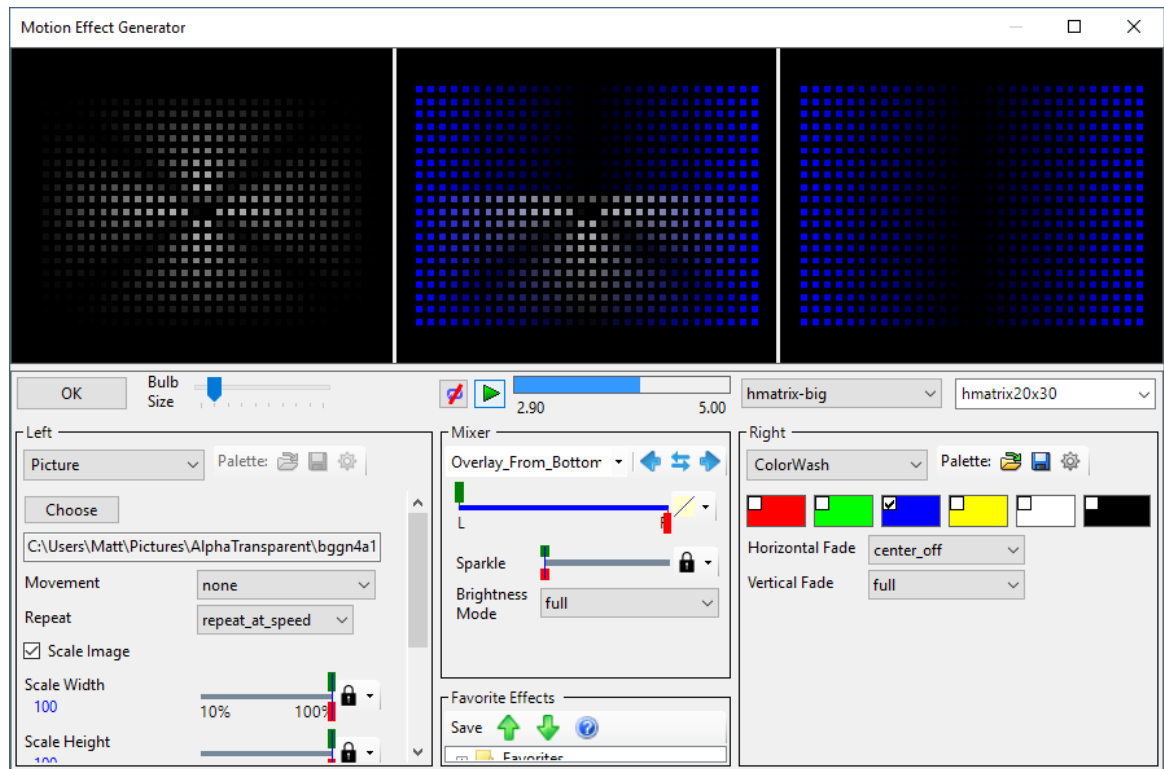 Motion Effect Generator
OK
Bulb Size
2.90
5.00
hmatrix-big
hmatrix20x30
Left
Picture
Palette:
Choose
C:\Users\Matt\Pictures\AlphaTransparent\bggn4a1
Movement
none
Repeat
repeat_at_speed
Scale Image
Scale Width
100
10%
100%
Scale Height
100
Mixer
Overlay_From_Bottom
L
Sparkle
Brightness Mode
full
Favorite Effects
Save
Favorites
Right
ColorWash
Palette:
Horizontal Fade
center_off
Vertical Fade
full